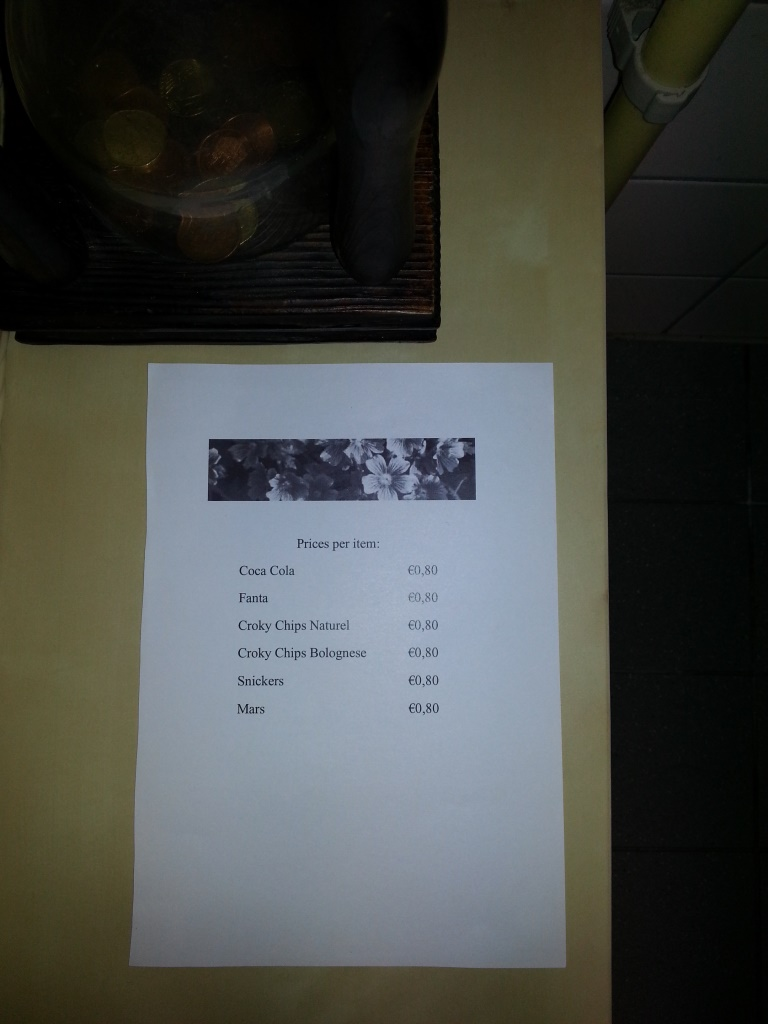 Prices per item:
Coca Cola €0,80
Fanta €0,80
Croky Chips Naturel €0,80
Croky Chips Bolognese €0,80
Snickers €0,80
Mars €0,80